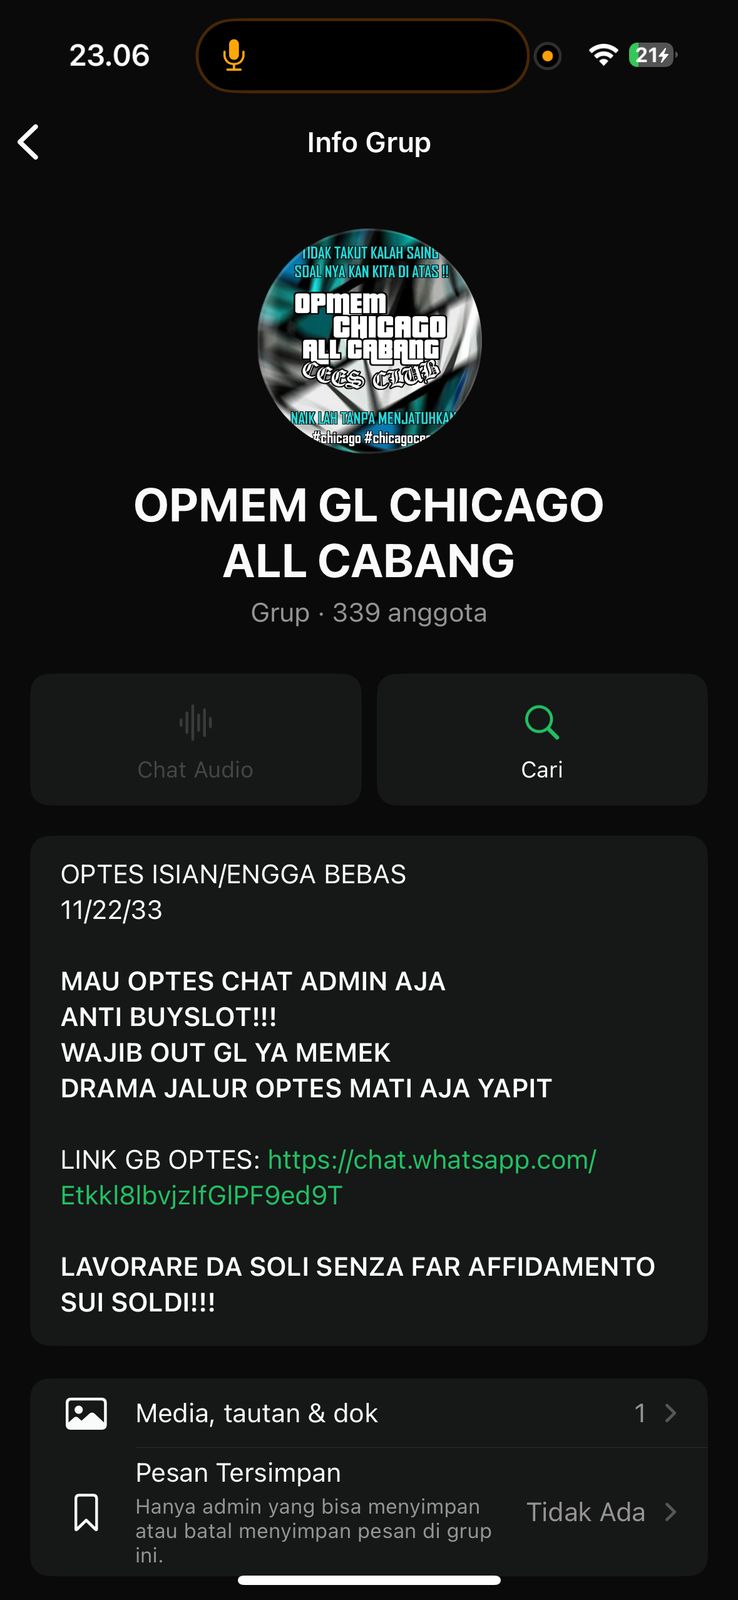 23.06
21
Info Grup
TIDAK TAKUT KALAH SAING
SOAL NYA KAN KITA DI ATAS !!
OPMEM
CHICAGO
ALL CABANG
CEES CLUB
NAIK LAH TANPA MENJATUHKAN
#chicago
OPMEM GL CHICAGO
ALL CABANG
Grup · 339 anggota
Chat Audio
Cari
OPTES ISIAN/ENGGA BEBAS
11/22/33
MAU OPTES CHAT ADMIN AJA
ANTI BUYSLOT!!!
WAJIB OUT GL YA MEMEK
DRAMA JALUR OPTES MATI AJA YAPIT
LINK GB OPTES: https://chat.whatsapp.com/
EtkkI8lbvjzIfGlPF9ed9T
LAVORARE DA SOLI SENZA FAR AFFIDAMENTO
SUI SOLDI!!!
Media, tautan & dok
1
Pesan Tersimpan
Hanya admin yang bisa menyimpan
atau batal menyimpan pesan di grup
ini.
Tidak Ada